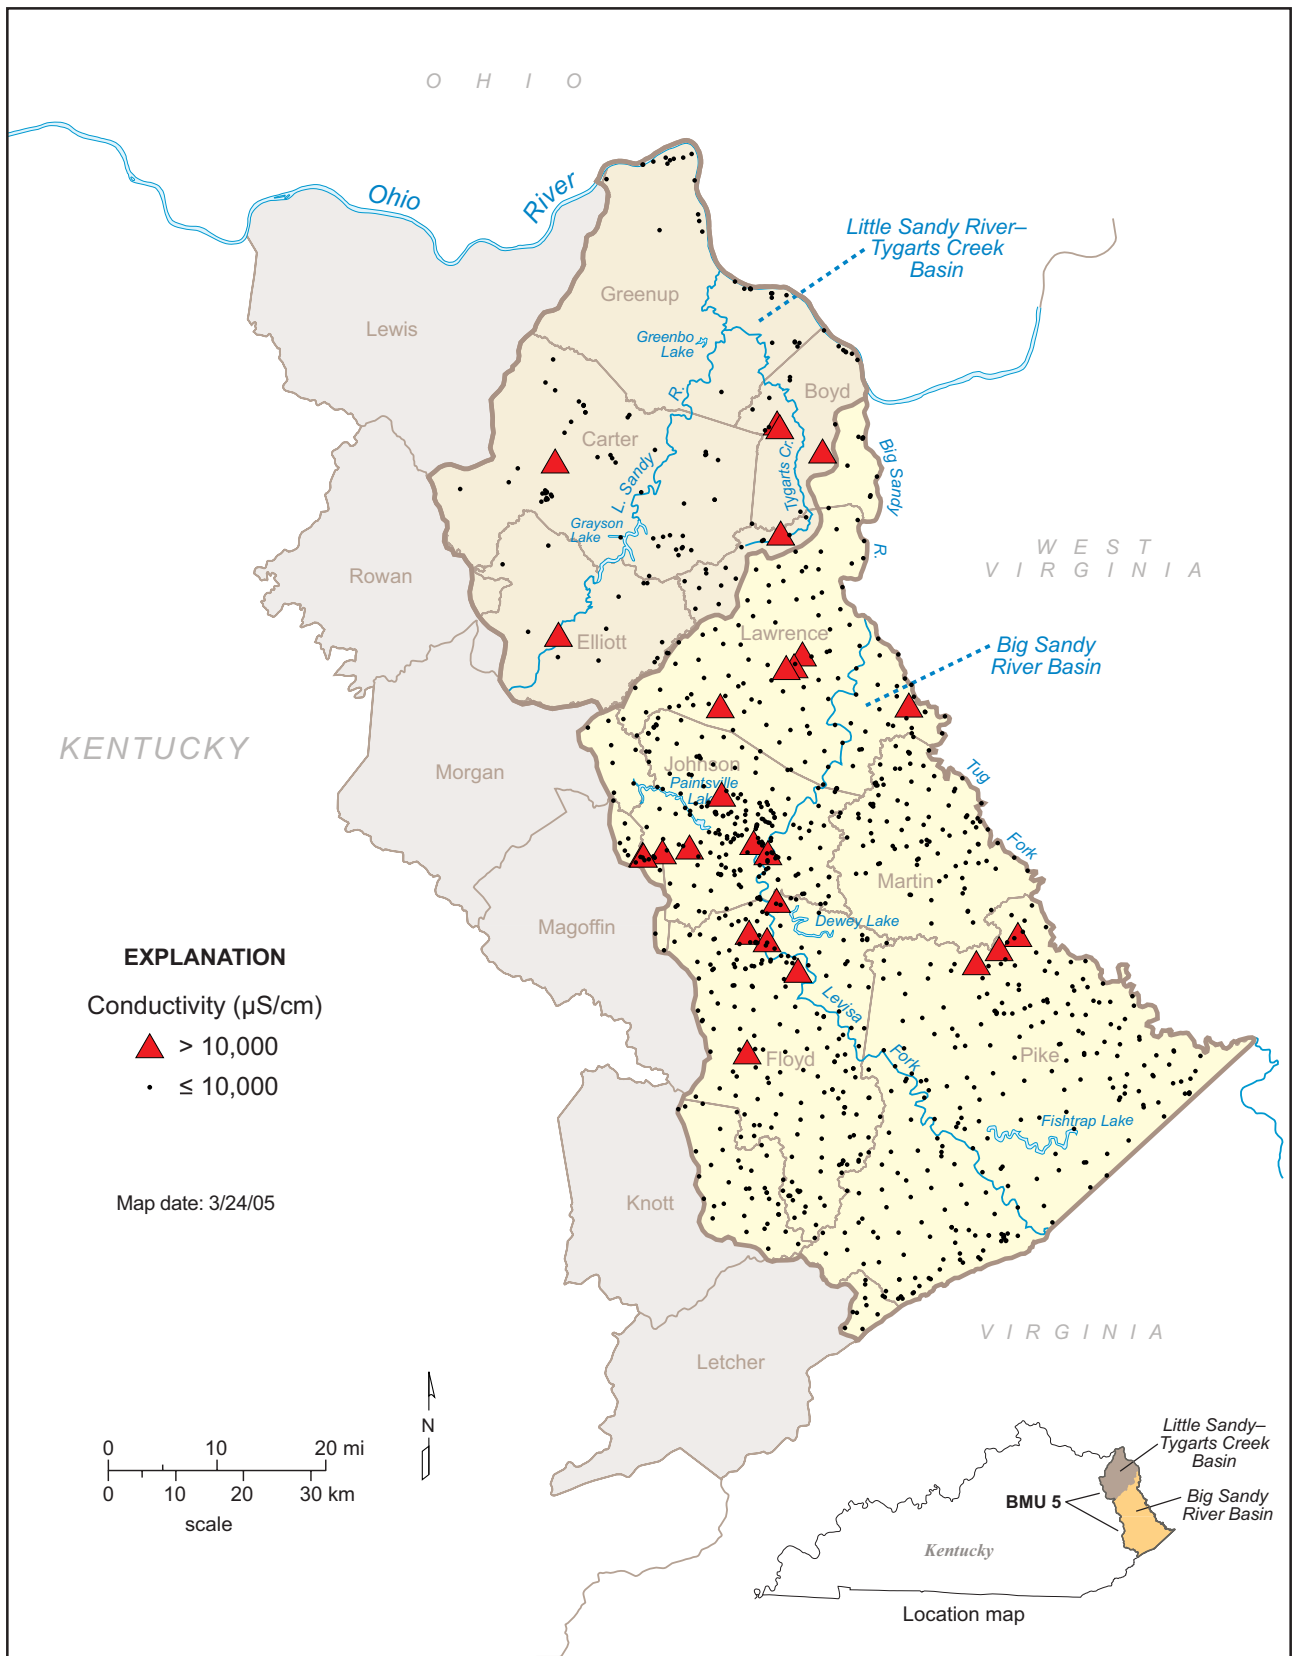 O H I O
Ohio
River
Little Sandy River–
Tygarts Creek
Basin
Greenup
Lewis
Greenbo
Lake
R.
Boyd
Carter
Big Sandy
Tygarts Cr.
L. Sandy
Grayson
Lake
R.
WEST
VIRGINIA
Rowan
Lawrence
Elliott
Big Sandy
River Basin
KENTUCKY
Morgan
Johnson
Paintsville
Lake
Tug
Fork
Martin
Magoffin
Dewey Lake
EXPLANATION
Conductivity (µS/cm)
> 10,000
≤ 10,000
Levisa
Fork
Floyd
Pike
Fishtrap Lake
Map date: 3/24/05
Knott
VIRGINIA
Letcher
N
0 10 20 mi
0 10 20 30 km
scale
Little Sandy–
Tygarts Creek
Basin
BMU 5
Big Sandy
River Basin
Kentucky
Location map